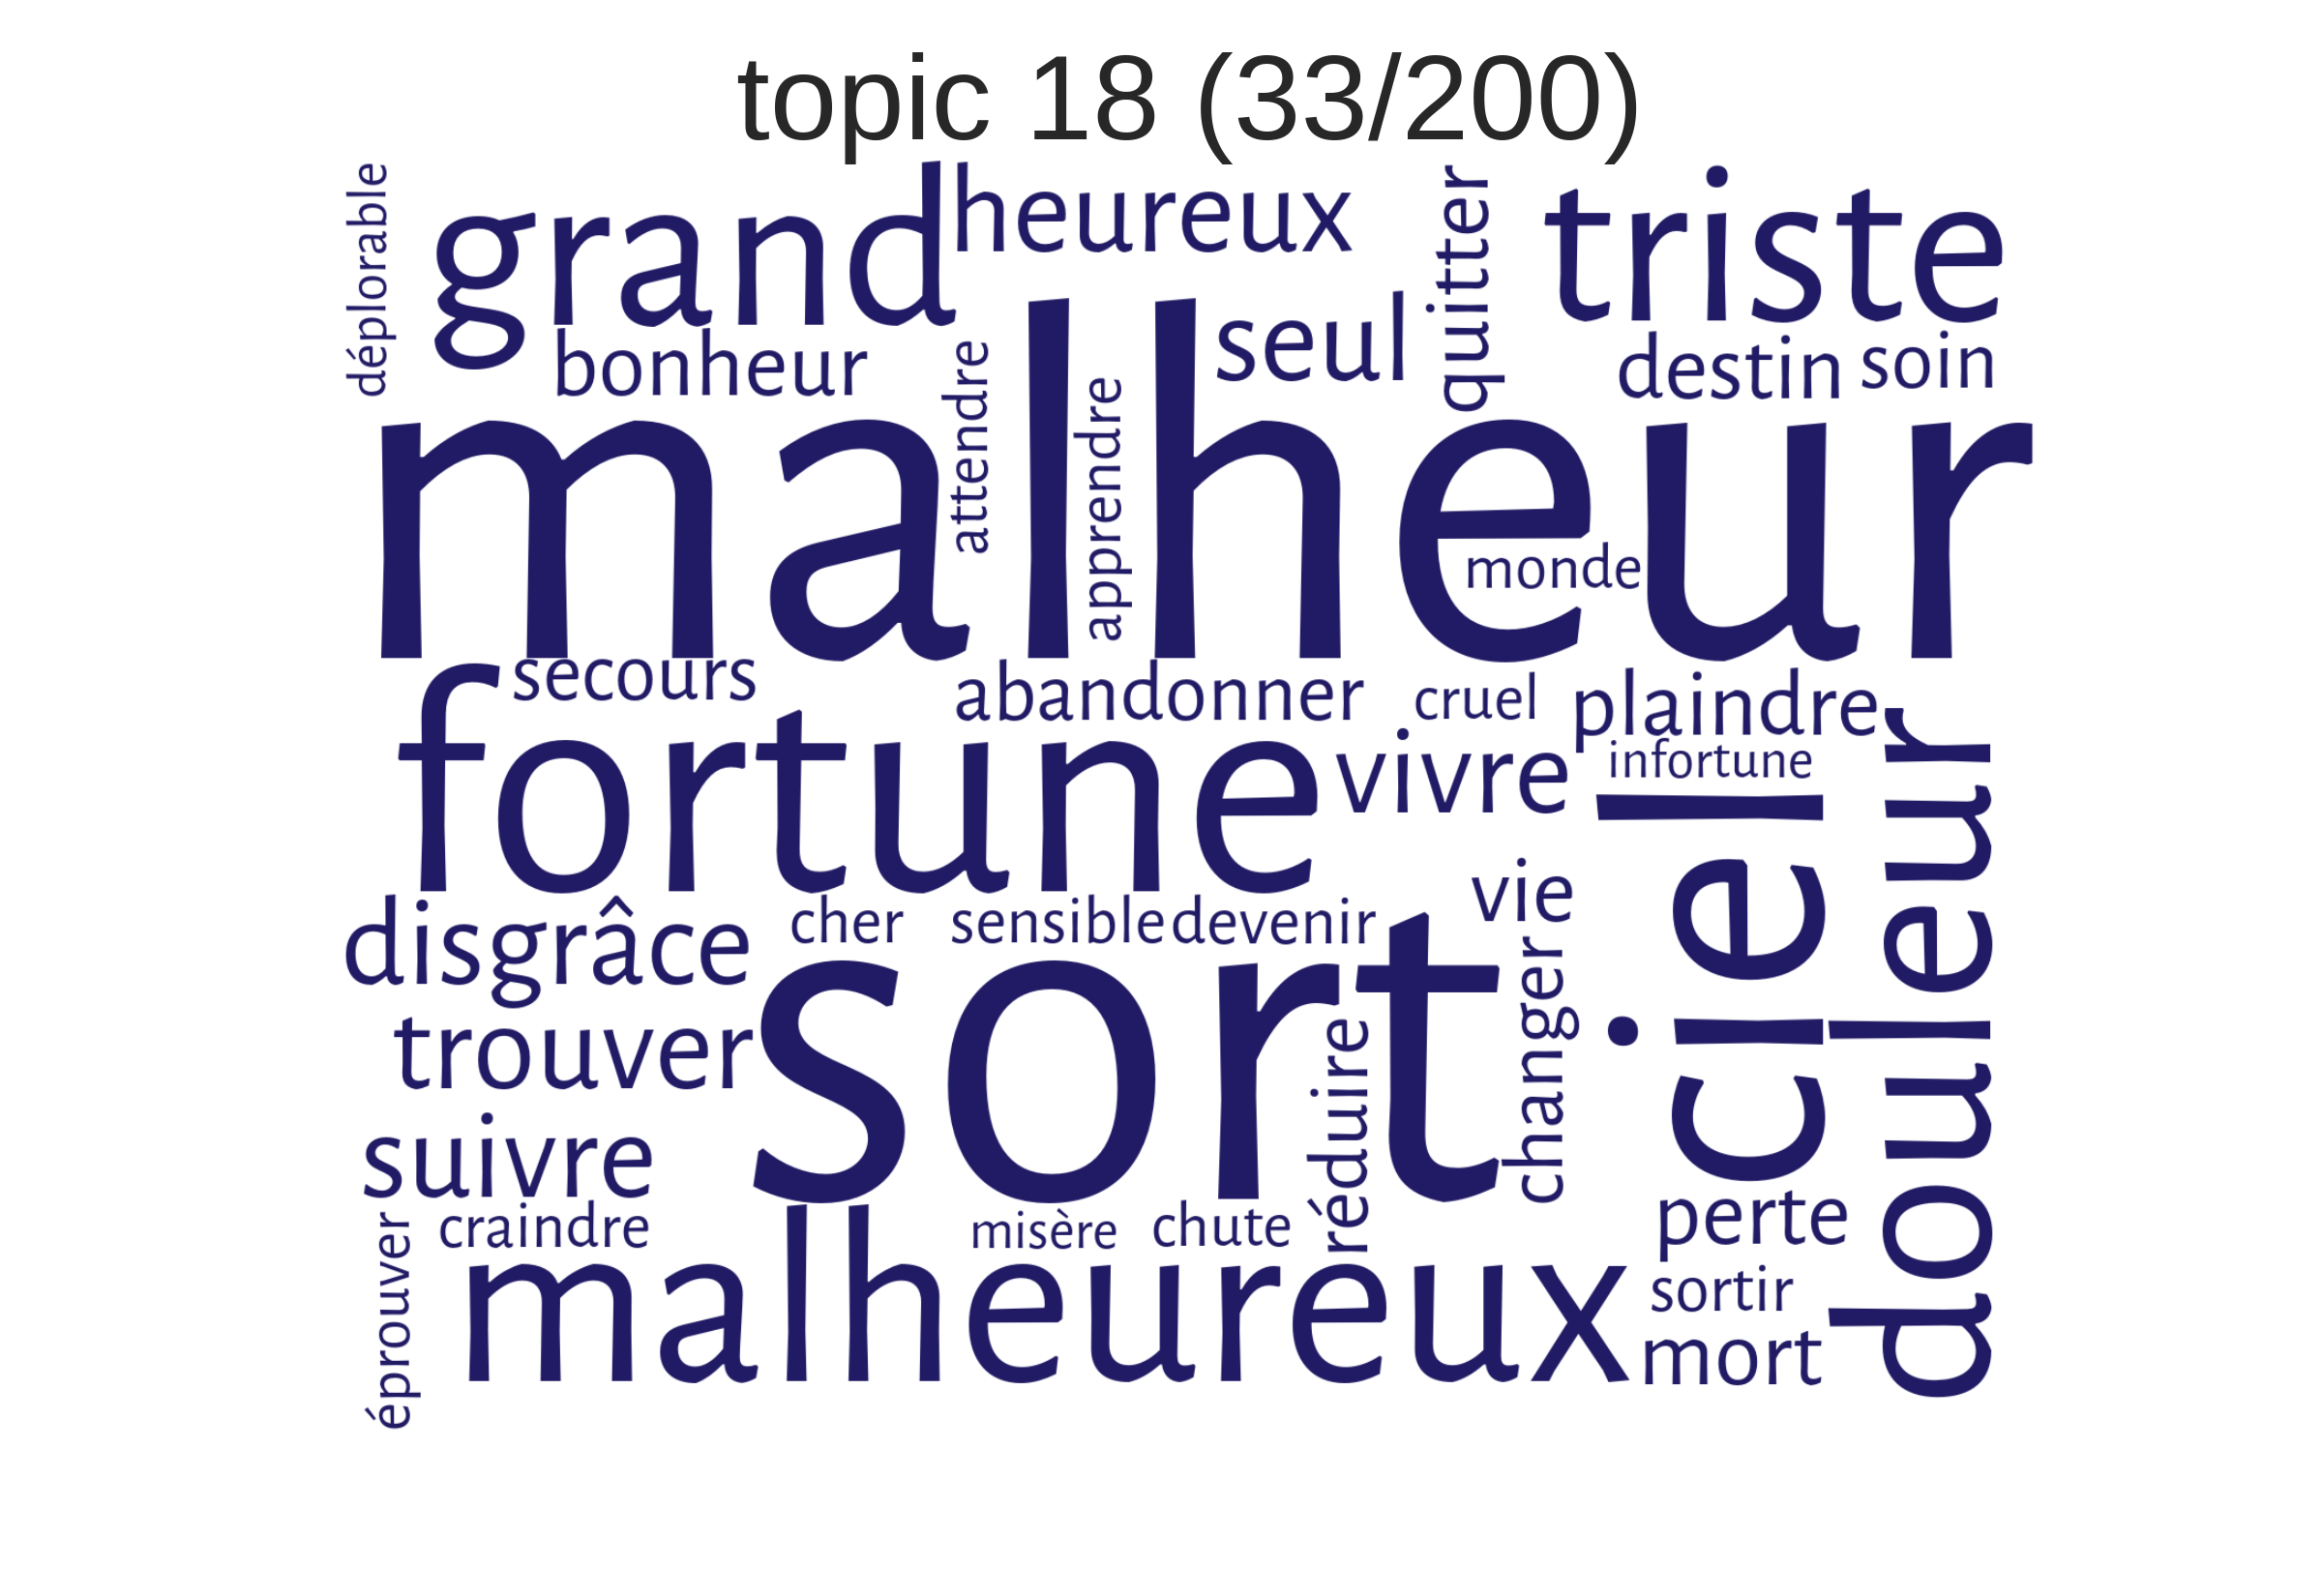 topic 18 (33/200)
déplorable
grand
heureux
quitter
triste
bonheur
attendre
apprendre
seul
destin
soin
malheur
monde
secours
abandonner
cruel
plaindre
fortune
vivre
infortune
ciel
douleur
disgrâce
cher
sensible
devenir
vie
changer
trouver
sort
réduire
suivre
éprouver
craindre
misère
chute
perte
malheureux
sortir
mort